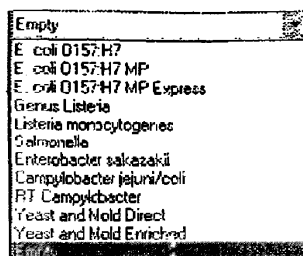 Empty
E. coli O157:H7
E. coli O157:H7 MP
E. coli O157:H7 MP Express
Genus Listeria
Listeria monocytogenes
Salmonella
Enterobacter sakazakii
Campylobacter jejuni/coli
RT Campylobacter
Yeast and Mold Direct
Yeast and Mold Enriched